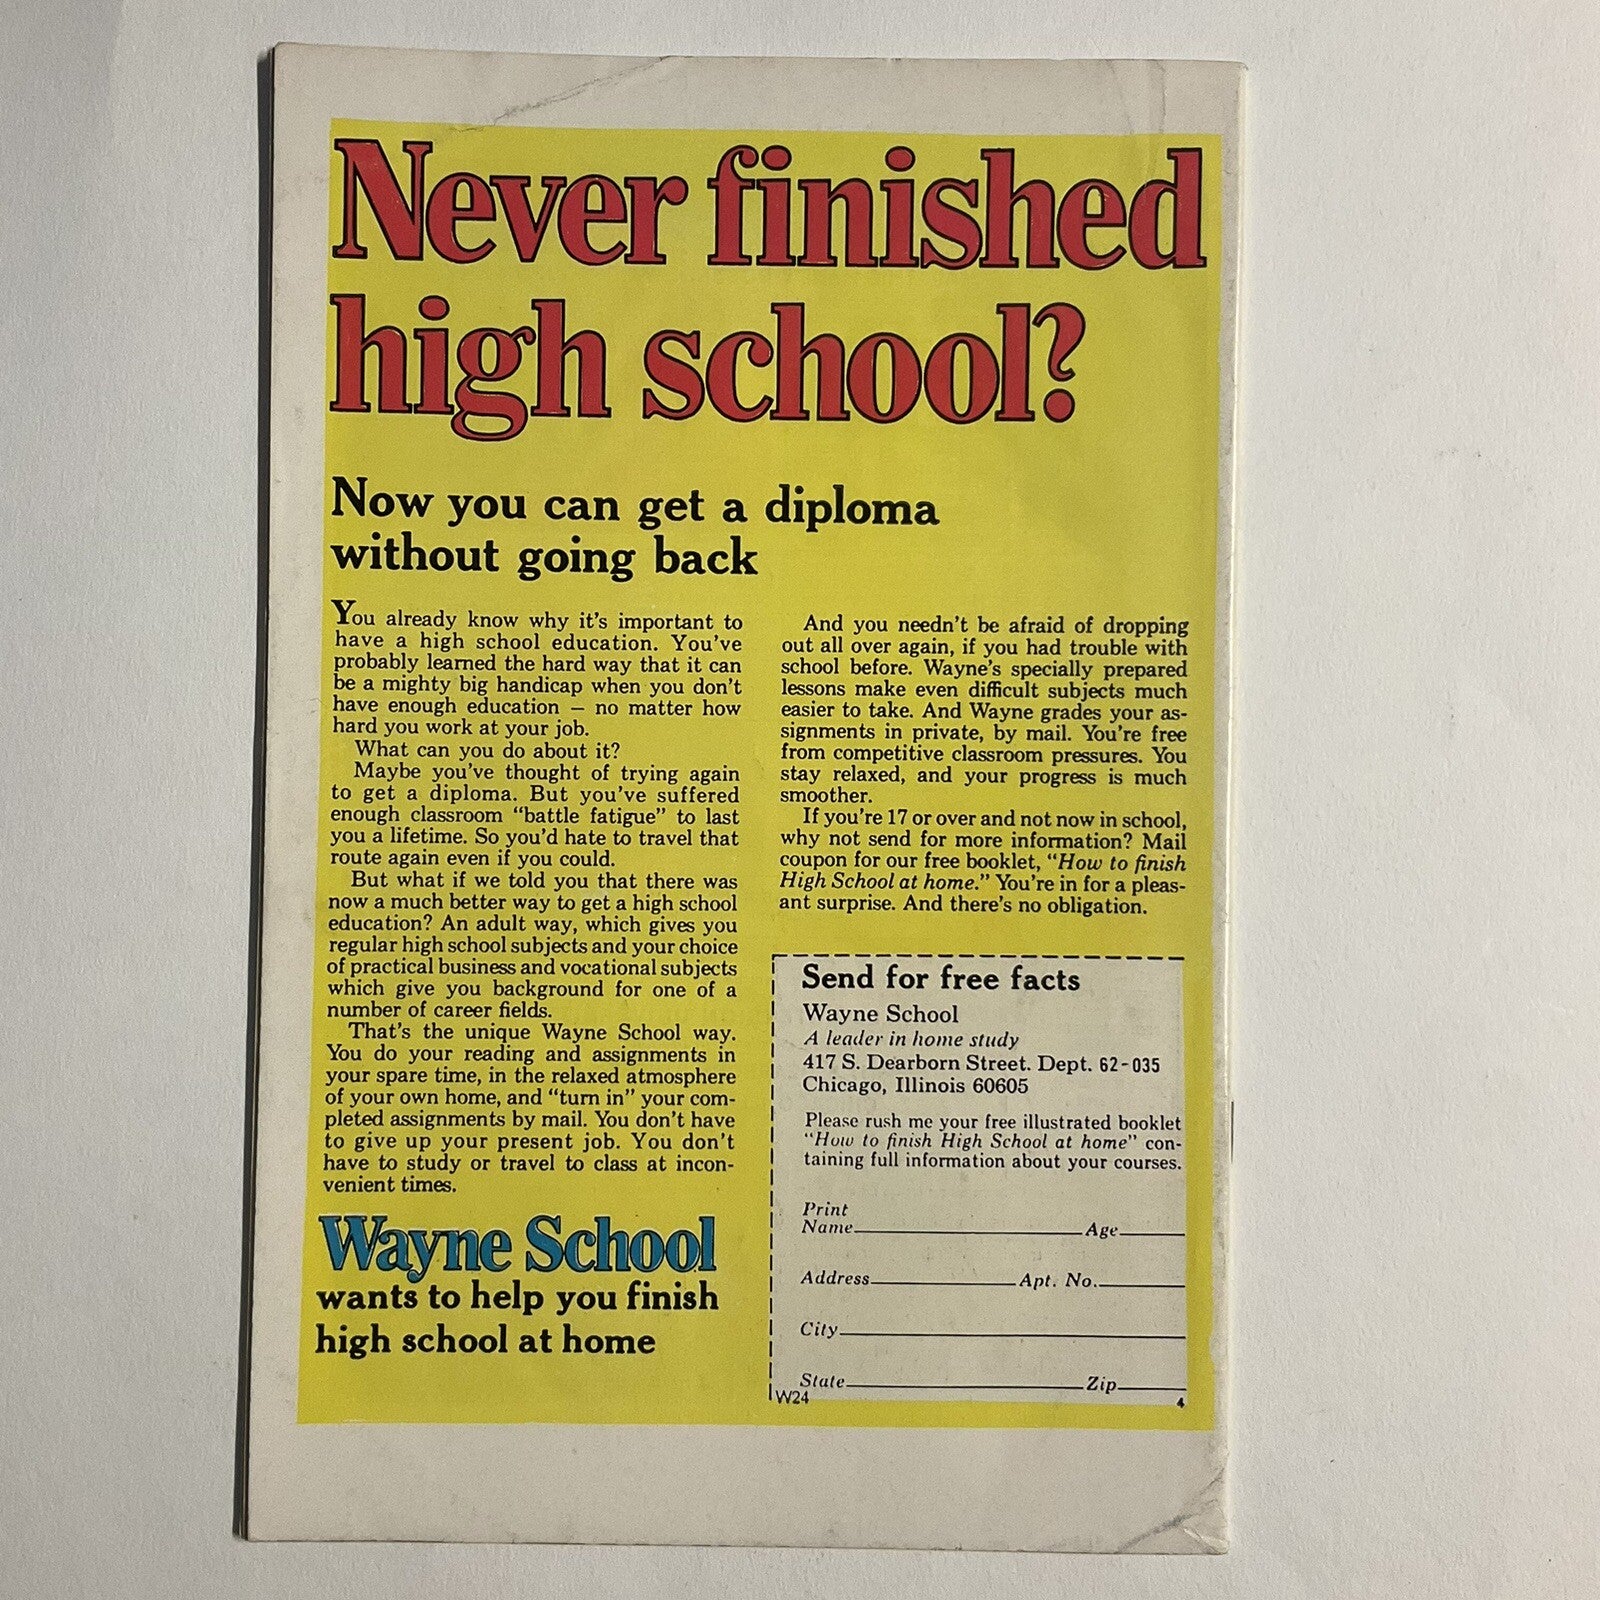 Never finished
high school?
Now you can get a diploma
without going back
You already know why it's important to
have a high school education. You've
probably learned the hard way that it can
be a mighty big handicap when you don't
have enough education – no matter how
hard you work at your job.
What can you do about it?
Maybe you've thought of trying again
to get a diploma. But you've suffered
enough classroom "battle fatigue" to last
you a lifetime. So you'd hate to travel that
route again even if you could.
But what if we told you that there was
now a much better way to get a high school
education? An adult way, which gives you
regular high school subjects and your choice
of practical business and vocational subjects
which give you background for one of a
number of career fields.
That's the unique Wayne School way.
You do your reading and assignments in
your spare time, in the relaxed atmosphere
of your own home, and "turn in" your com-
pleted assignments by mail. You don't have
to give up your present job. You don't
have to study or travel to class at incon-
venient times.
Wayne School
wants to help you finish
high school at home
And you needn't be afraid of dropping
out all over again, if you had trouble with
school before. Wayne's specially prepared
lessons make even difficult subjects much
easier to take. And Wayne grades your as-
signments in private, by mail. You're free
from competitive classroom pressures. You
stay relaxed, and your progress is much
smoother.
If you're 17 or over and not now in school,
why not send for more information? Mail
coupon for our free booklet, "How to finish
High School at home." You're in for a pleas-
ant surprise. And there's no obligation.
Send for free facts
Wayne School
A leader in home study
417 S. Dearborn Street. Dept. 62-035
Chicago, Illinois 60605
Please rush me your free illustrated booklet
"How to finish High School at home" con-
taining full information about your courses.
Print
Name Age
Address Apt. No.
City
State Zip
W24 4